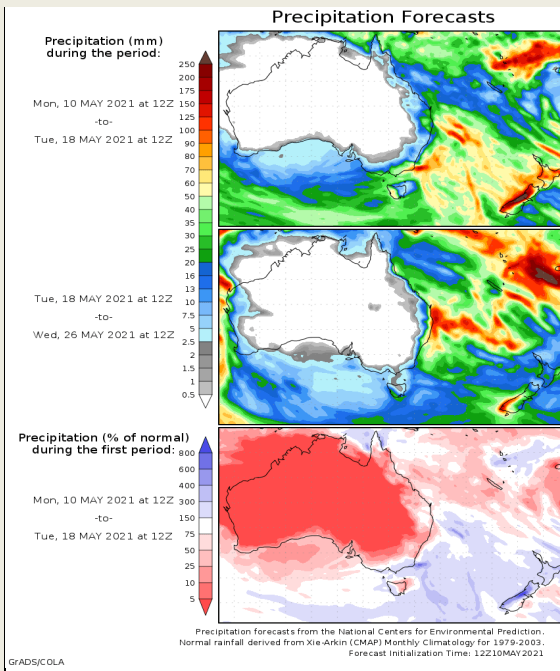 Precipitation Forecasts
Precipitation (mm)
during the period:
Mon, 10 MAY 2021 at 12Z
-to-
Tue, 18 MAY 2021 at 12Z
250
200
175
150
125
100
90
80
70
60
50
40
35
30
25
20
16
13
10
7.5
5
2.5
2
1.5
1
0.5
Tue, 18 MAY 2021 at 12Z
-to-
Wed, 26 MAY 2021 at 12Z
Precipitation (% of normal)
during the first period:
Mon, 10 MAY 2021 at 12Z
-to-
Tue, 18 MAY 2021 at 12Z
800
600
400
300
150
75
50
25
10
5
Precipitation forecasts from the National Centers for Environmental Prediction.
Normal rainfall derived from Xie-Arkin (CMAP) Monthly Climatology for 1979-2003.
Forecast Initialization Time: 12Z10MAY2021
GrADS/COLA